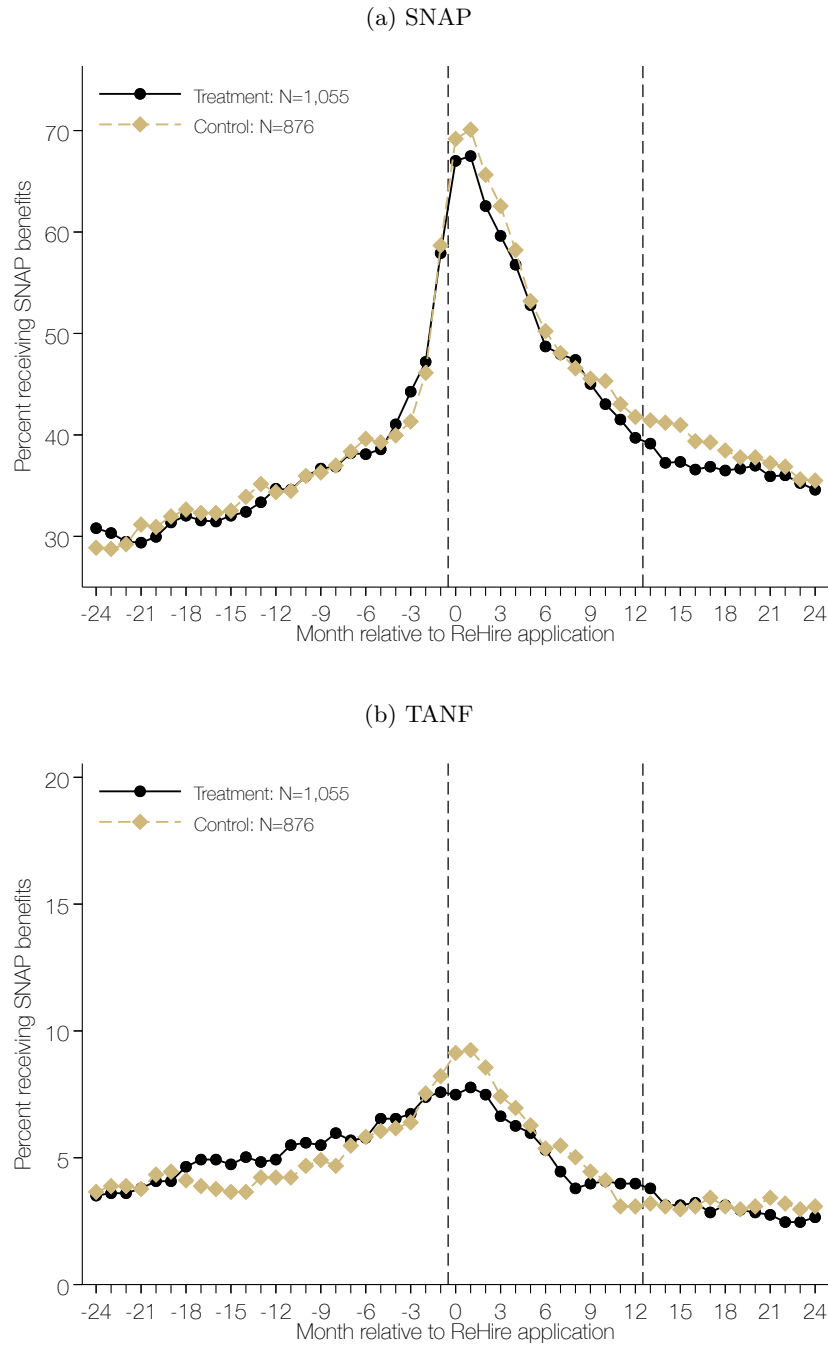 (a) SNAP
Treatment: N=1,055
Control: N=876
Percent receiving SNAP benefits
70
60
50
40
30
-24 -21 -18 -15 -12 -9 -6 -3 0 3 6 9 12 15 18 21 24
Month relative to ReHire application
(b) TANF
Treatment: N=1,055
Control: N=876
Percent receiving SNAP benefits
20
15
10
5
0
-24 -21 -18 -15 -12 -9 -6 -3 0 3 6 9 12 15 18 21 24
Month relative to ReHire application